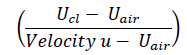 ( U_cl − U_air / Velocity u − U_air )